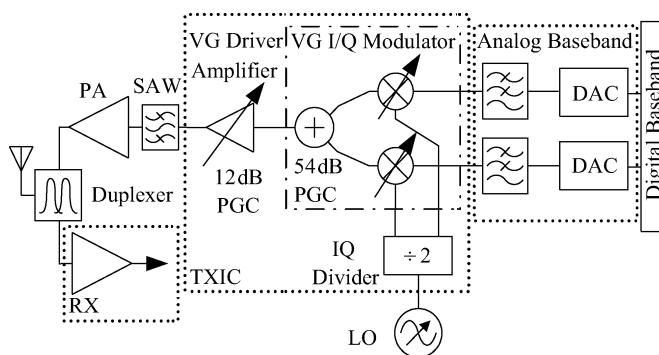 VG Driver
Amplifier
VG I/Q Modulator
Analog Baseband
PA
SAW
DAC
12dB
PGC
54dB
PGC
DAC
Digital Baseband
Duplexer
IQ
Divider
÷2
RX
TXIC
LO